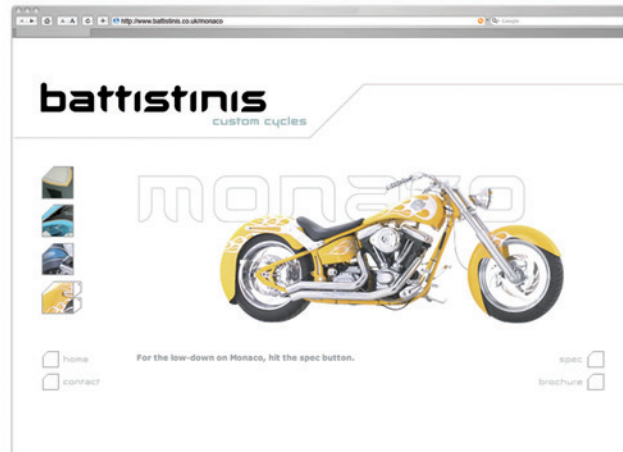 A A
http://www.battistinis.co.uk/monaco
Google
battistinis
custom cycles
monaco
For the low-down on Monaco, hit the spec button.
home
contact
spec
brochure